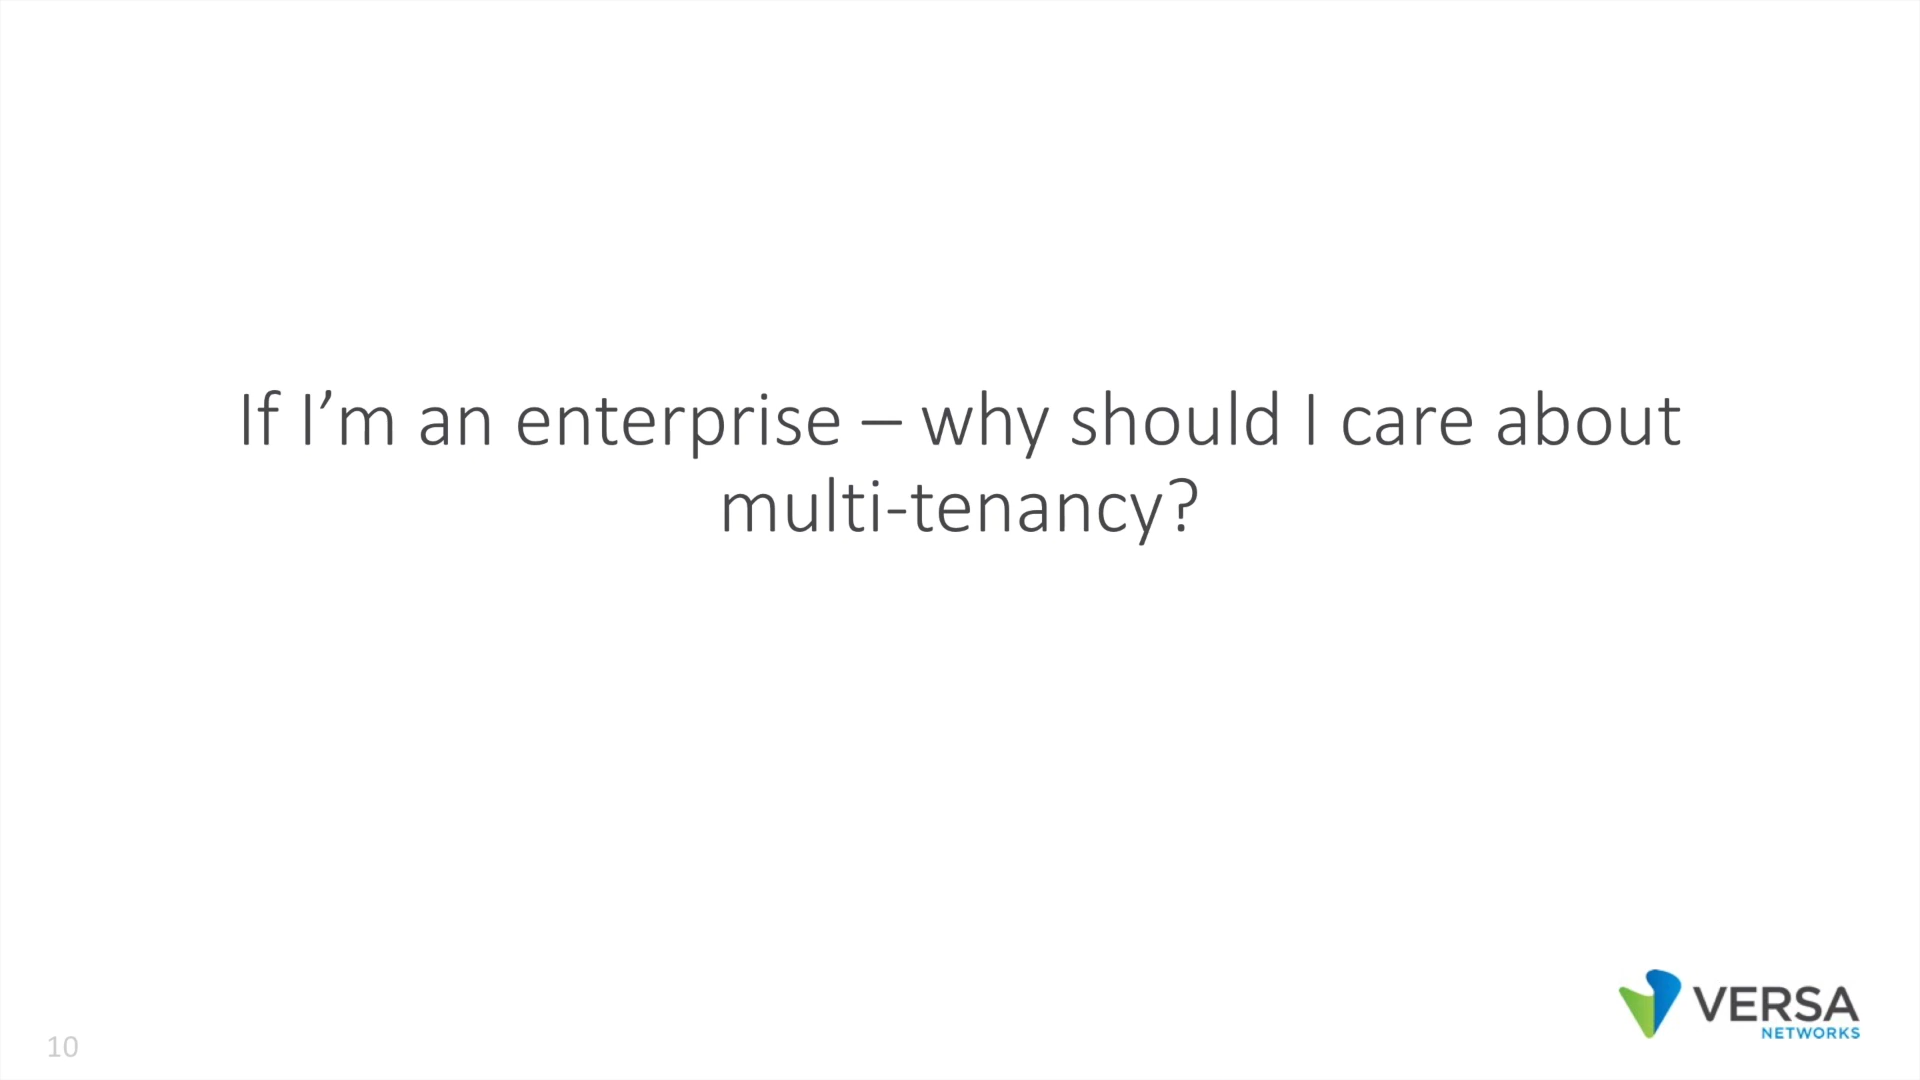 If I’m an enterprise – why should I care about
multi-tenancy?
VERSA
NETWORKS
10